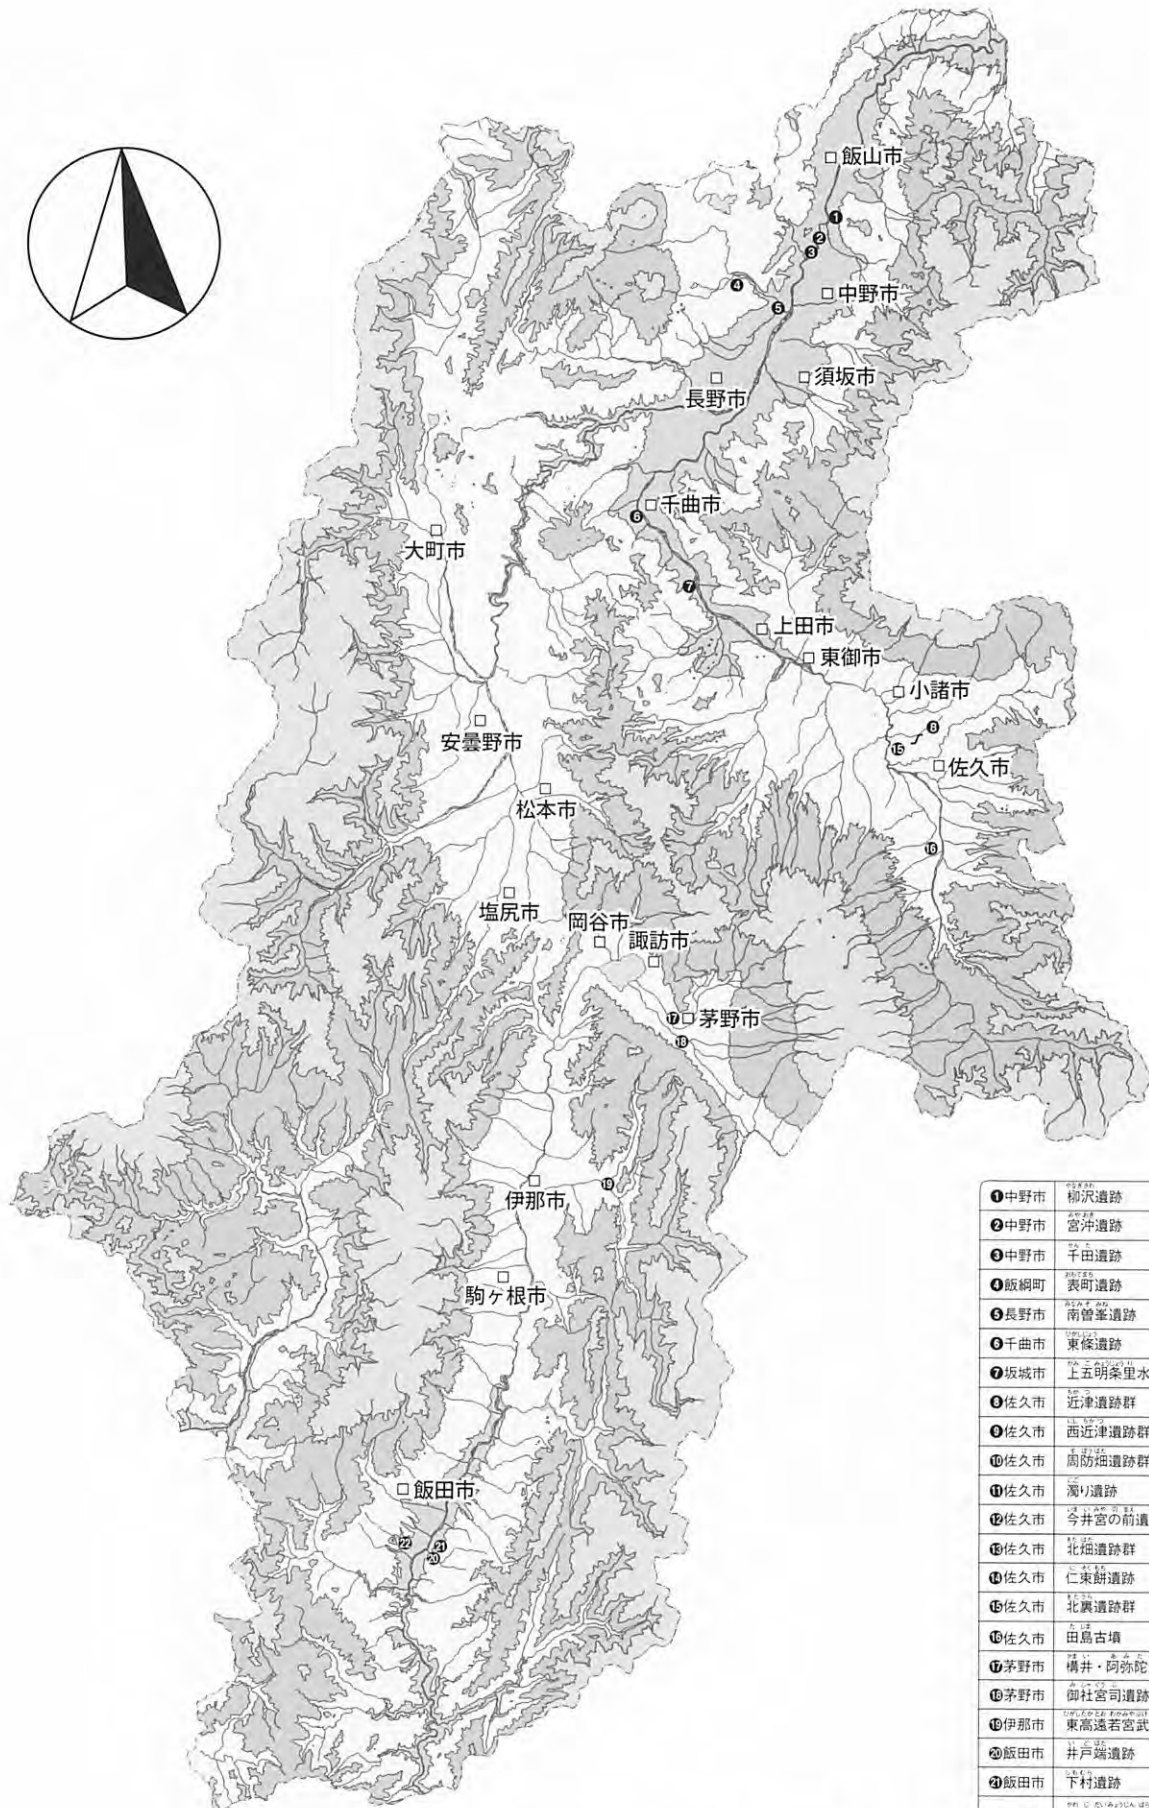 飯山市
❶
❷
❸
❹
中野市
❺
須坂市
長野市
千曲市
❻
大町市
❼
上田市
東御市
小諸市
❽
⓯
安曇野市
佐久市
松本市
⓰
塩尻市
岡谷市
諏訪市
⓱
茅野市
⓲
伊那市
⓳
駒ヶ根市
飯田市
㉒
㉑
⓴
❶中野市 柳沢遺跡
❷中野市 宮沖遺跡
❸中野市 千田遺跡
❹飯綱町 表町遺跡
❺長野市 南曽峯遺跡
❻千曲市 東條遺跡
❼坂城市 上五明条里水
❽佐久市 近津遺跡群
❾佐久市 西近津遺跡群
❿佐久市 周防畑遺跡群
⓫佐久市 濁り遺跡
⓬佐久市 今井宮の前遺
⓭佐久市 北畑遺跡群
⓮佐久市 仁束餅遺跡
⓯佐久市 北裏遺跡群
⓰佐久市 田島古墳
⓱茅野市 構井・阿弥陀
⓲茅野市 御社宮司遺跡
⓳伊那市 東高遠若宮武
⓴飯田市 井戸端遺跡
㉑飯田市 下村遺跡